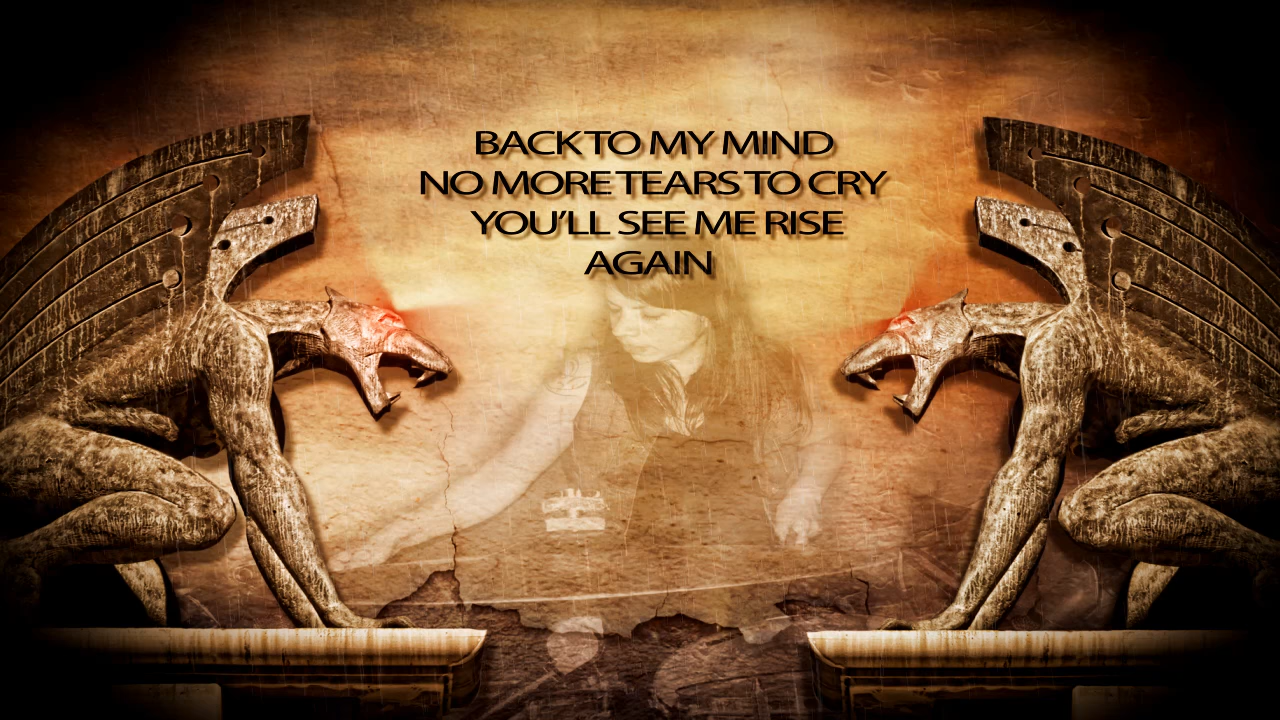 BACK TO MY MIND
NO MORE TEARS TO CRY
YOU'LL SEE ME RISE
AGAIN